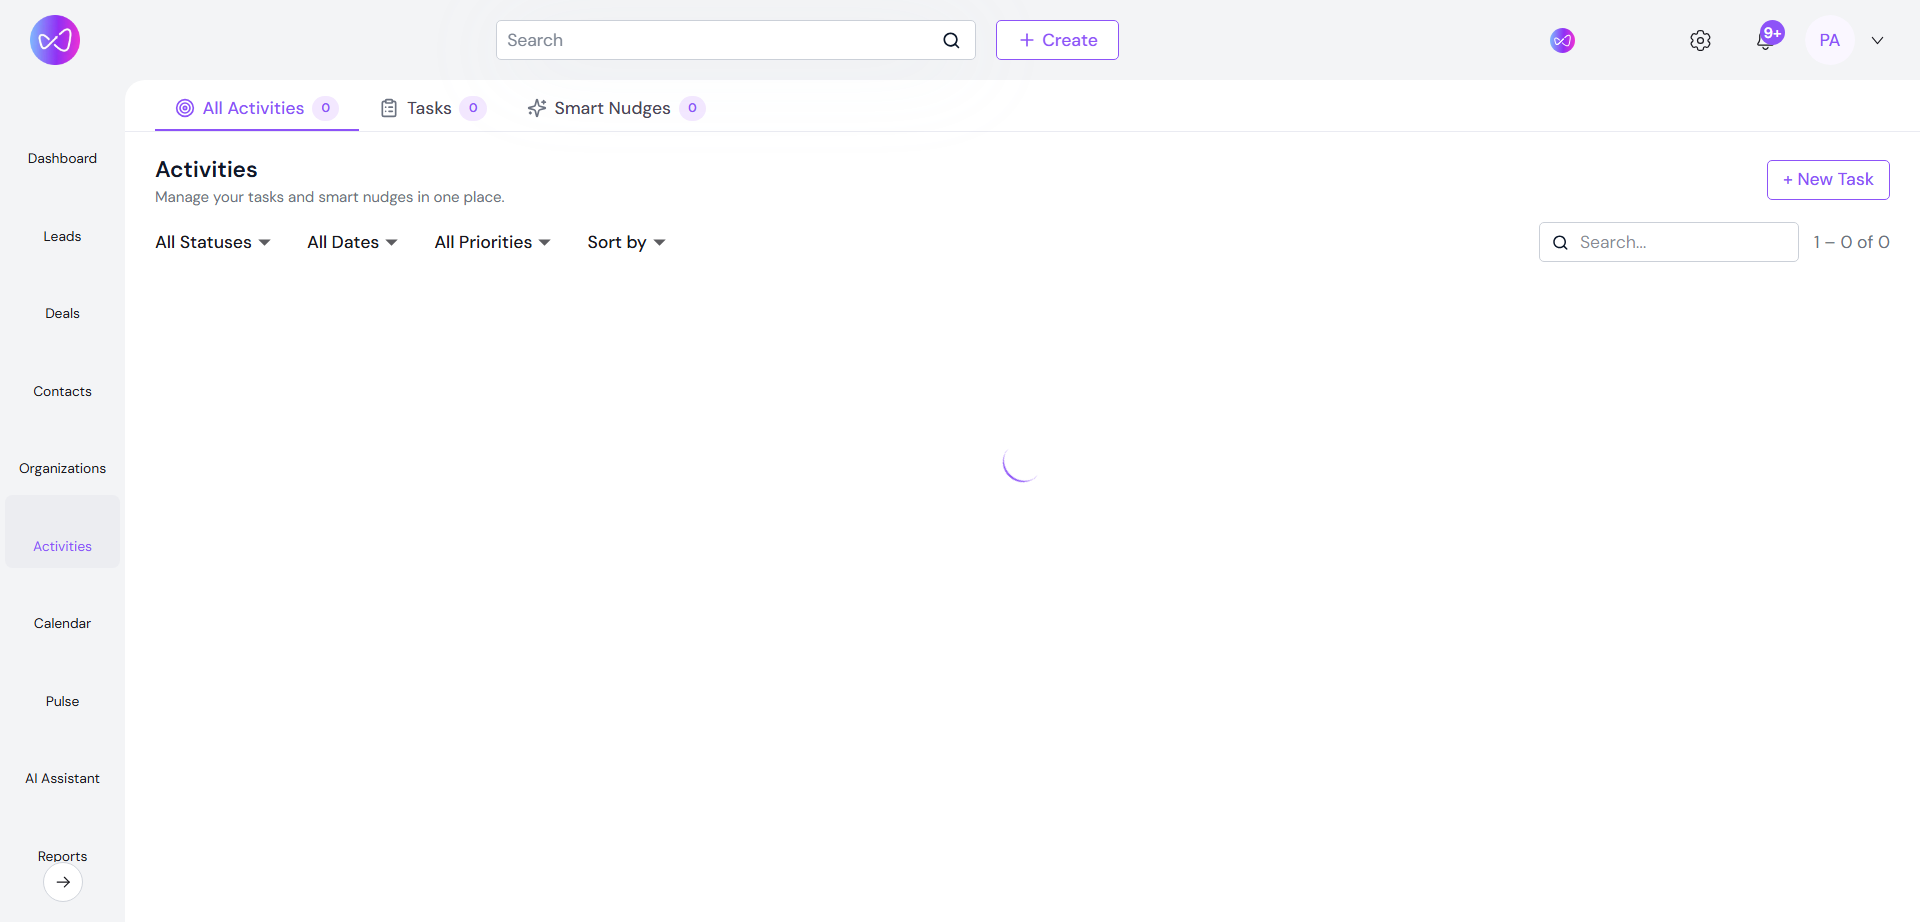 Search
+ Create
9+
PA
All Activities 0
Tasks 0
Smart Nudges 0
Dashboard
Leads
Deals
Contacts
Organizations
Activities
Calendar
Pulse
AI Assistant
Reports
Activities
Manage your tasks and smart nudges in one place.
+ New Task
All Statuses
All Dates
All Priorities
Sort by
Search...
1 – 0 of 0